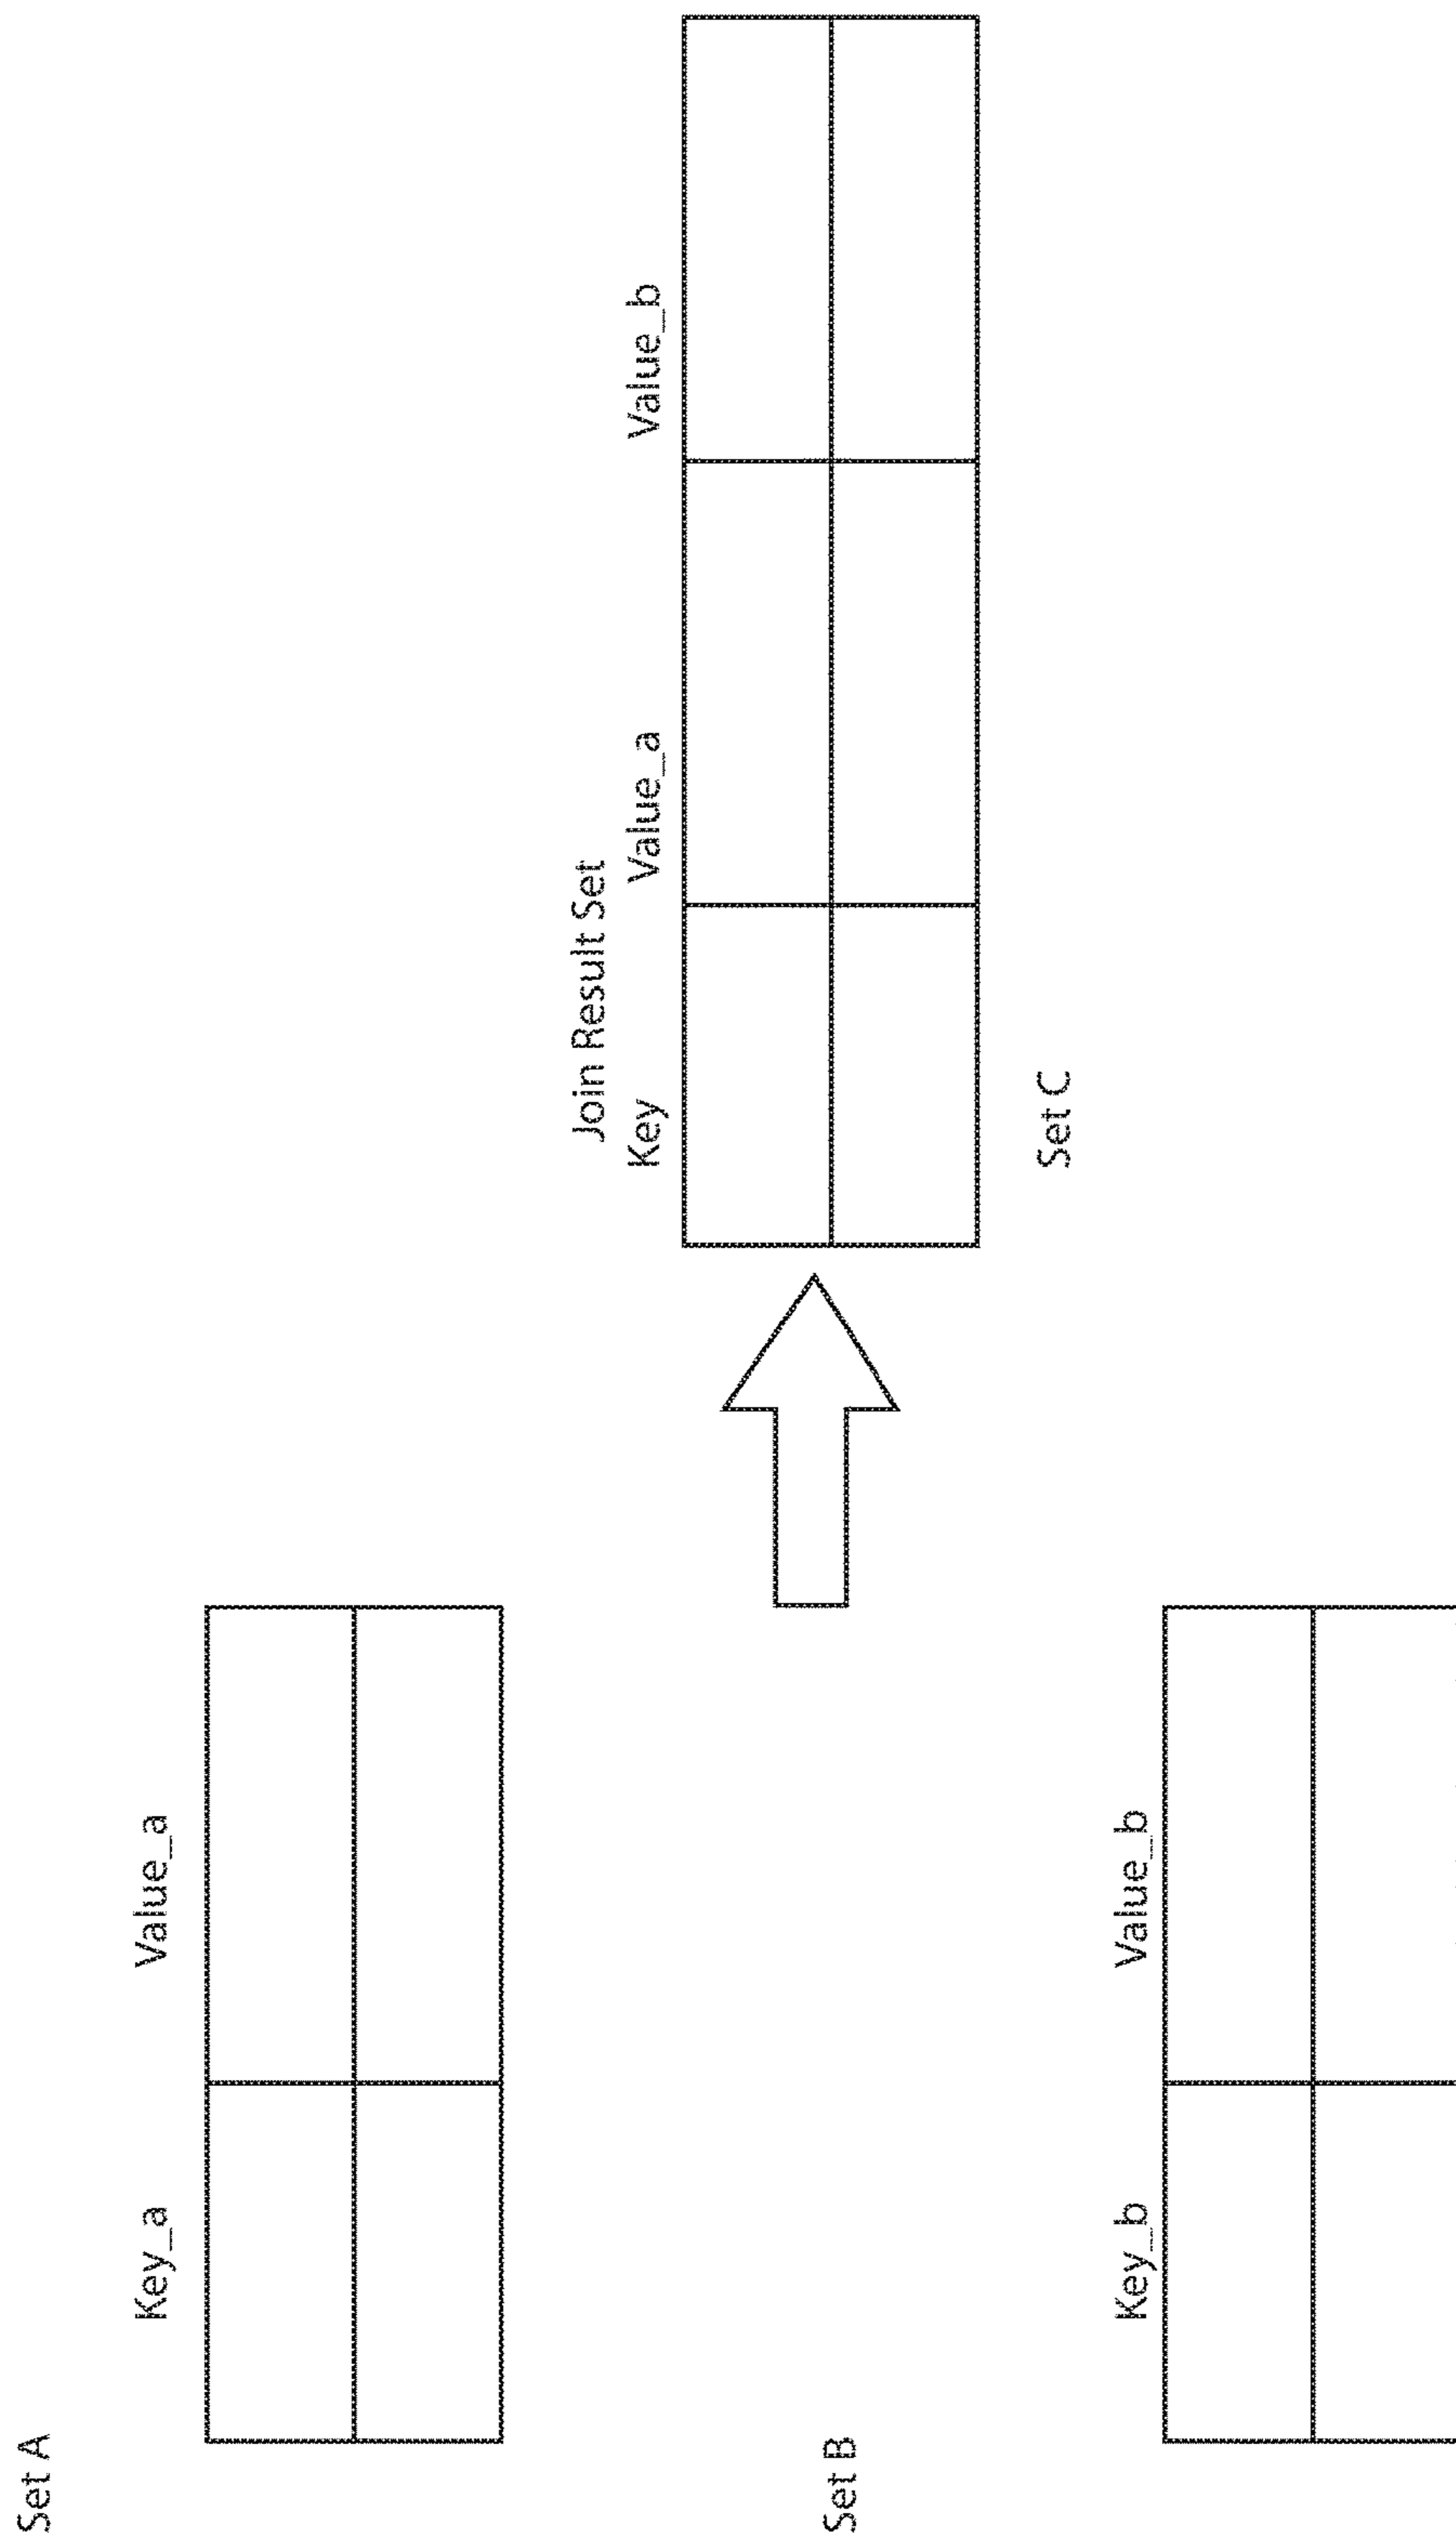 Set A
Key_a Value_a
Join Result Set
Key Value_a Value_b
Set B
Set C
Key_b Value_b